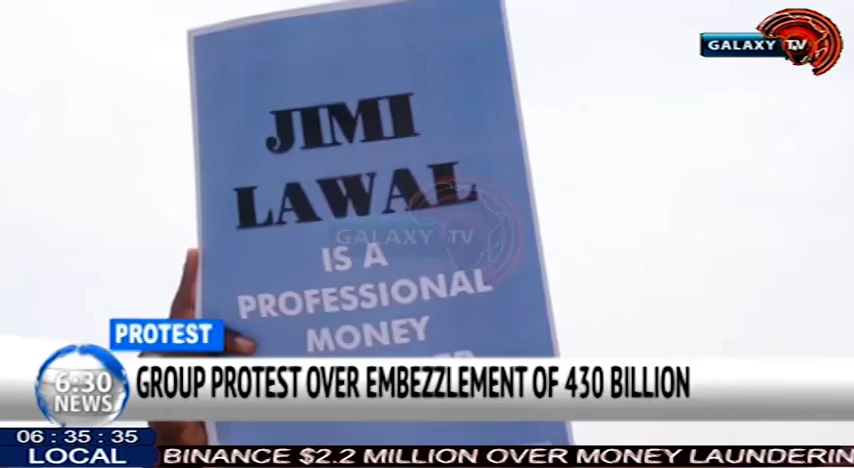 GALAXY TV
JIMI
LAWAL
GALAXY TV
IS A
PROFESSIONAL
MONEY
PROTEST
6:30
NEWS
GROUP PROTEST OVER EMBEZZLEMENT OF 430 BILLION
06:35:35
LOCAL
BINANCE $2.2 MILLION OVER MONEY LAUNDERIN